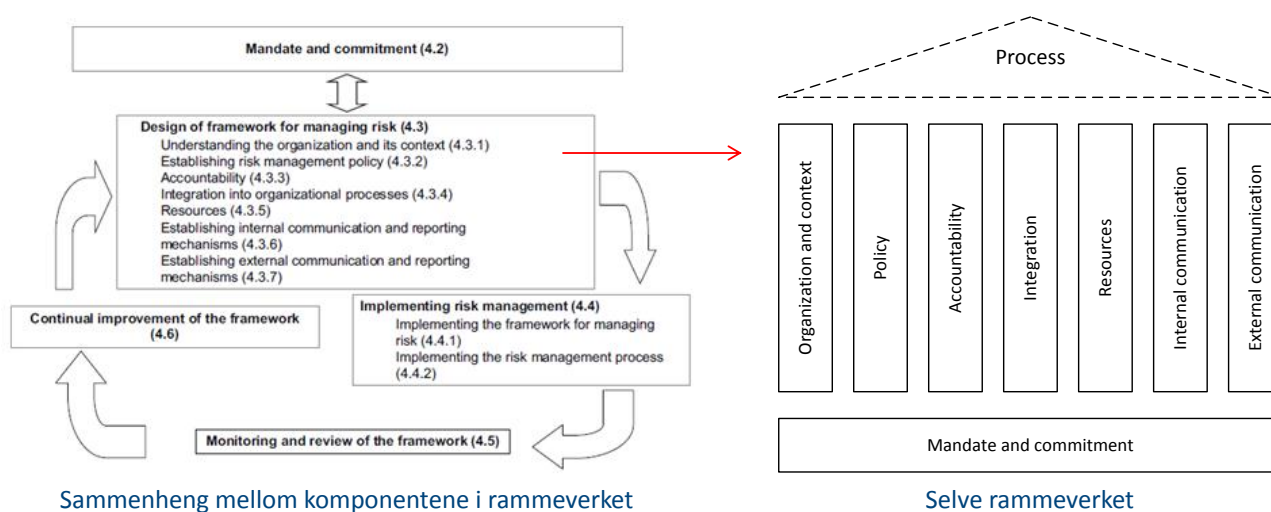 Mandate and commitment (4.2)
Design of framework for managing risk (4.3)
Understanding the organization and its context (4.3.1)
Establishing risk management policy (4.3.2)
Accountability (4.3.3)
Integration into organizational processes (4.3.4)
Resources (4.3.5)
Establishing internal communication and reporting
mechanisms (4.3.6)
Establishing external communication and reporting
mechanisms (4.3.7)
Implementing risk management (4.4)
Implementing the framework for managing
risk (4.4.1)
Implementing the risk management process
(4.4.2)
Continual improvement of the framework
(4.6)
Monitoring and review of the framework (4.5)
Sammenheng mellom komponentene i rammeverket
Process
Organization and context
Policy
Accountability
Integration
Resources
Internal communication
External communication
Mandate and commitment
Selve rammeverket